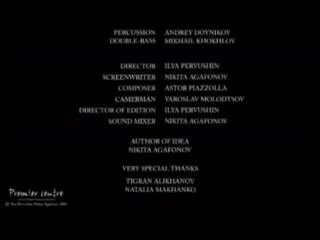 PERCUSSION ANDREY DOYNIKOV
DOUBLE-BASS MIKHAIL KHOKHLOV
DIRECTOR ILYA PERVUSHIN
SCREENWRITER NIKITA AGAFONOV
COMPOSER ASTOR PIAZZOLLA
CAMERMAN YAROSLAV MOLODTSOV
DIRECTOR OF EDITION ILYA PERVUSHIN
SOUND MIXER NIKITA AGAFONOV
AUTHOR OF IDEA
NIKITA AGAFONOV
VERY SPECIAL THANKS
TIGRAN ALIKHANOV
NATALIA MAKHANKO
Premier centre